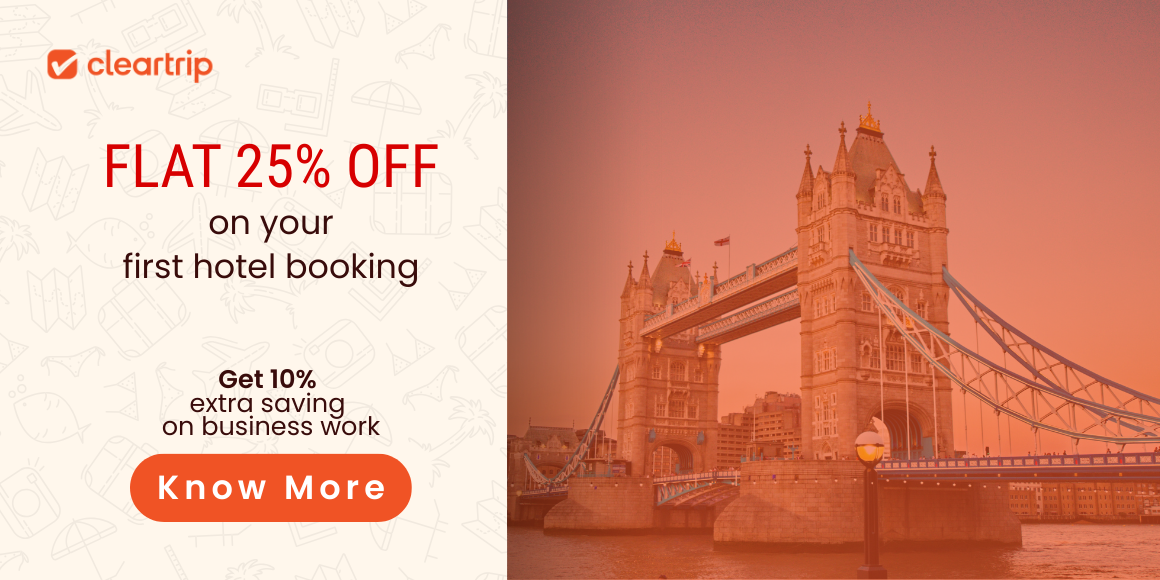 cleartrip
FLAT 25% OFF
on your
first hotel booking
Get 10%
extra saving
on business work
Know More